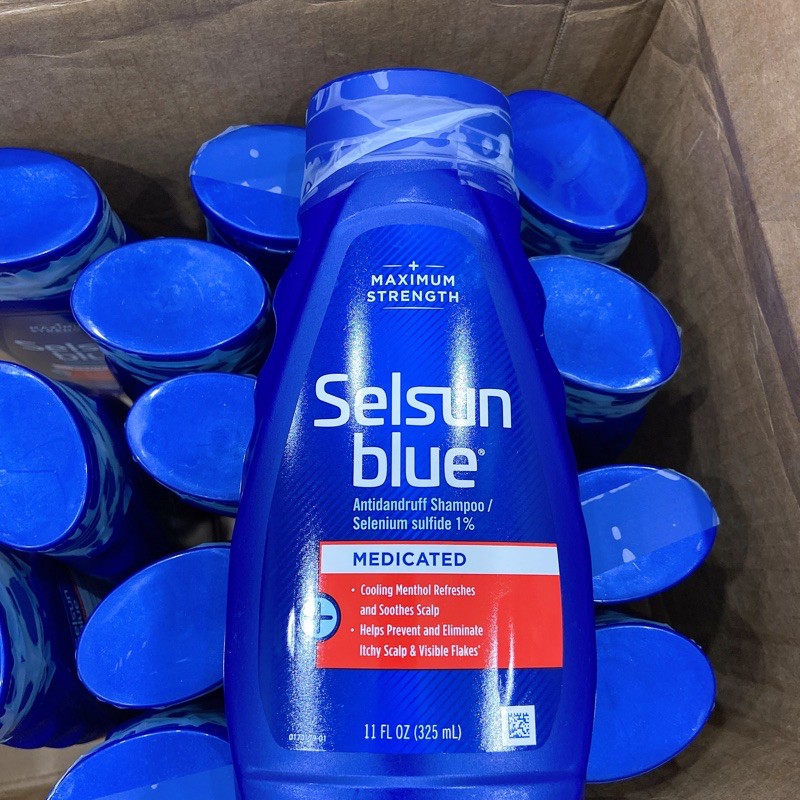 MAXIMUM
STRENGTH
Selsun
blue®
Antidandruff Shampoo /
Selenium sulfide 1%
MEDICATED
• Cooling Menthol Refreshes
and Soothes Scalp
• Helps Prevent and Eliminate
Itchy Scalp & Visible Flakes*
11 FL OZ (325 mL)